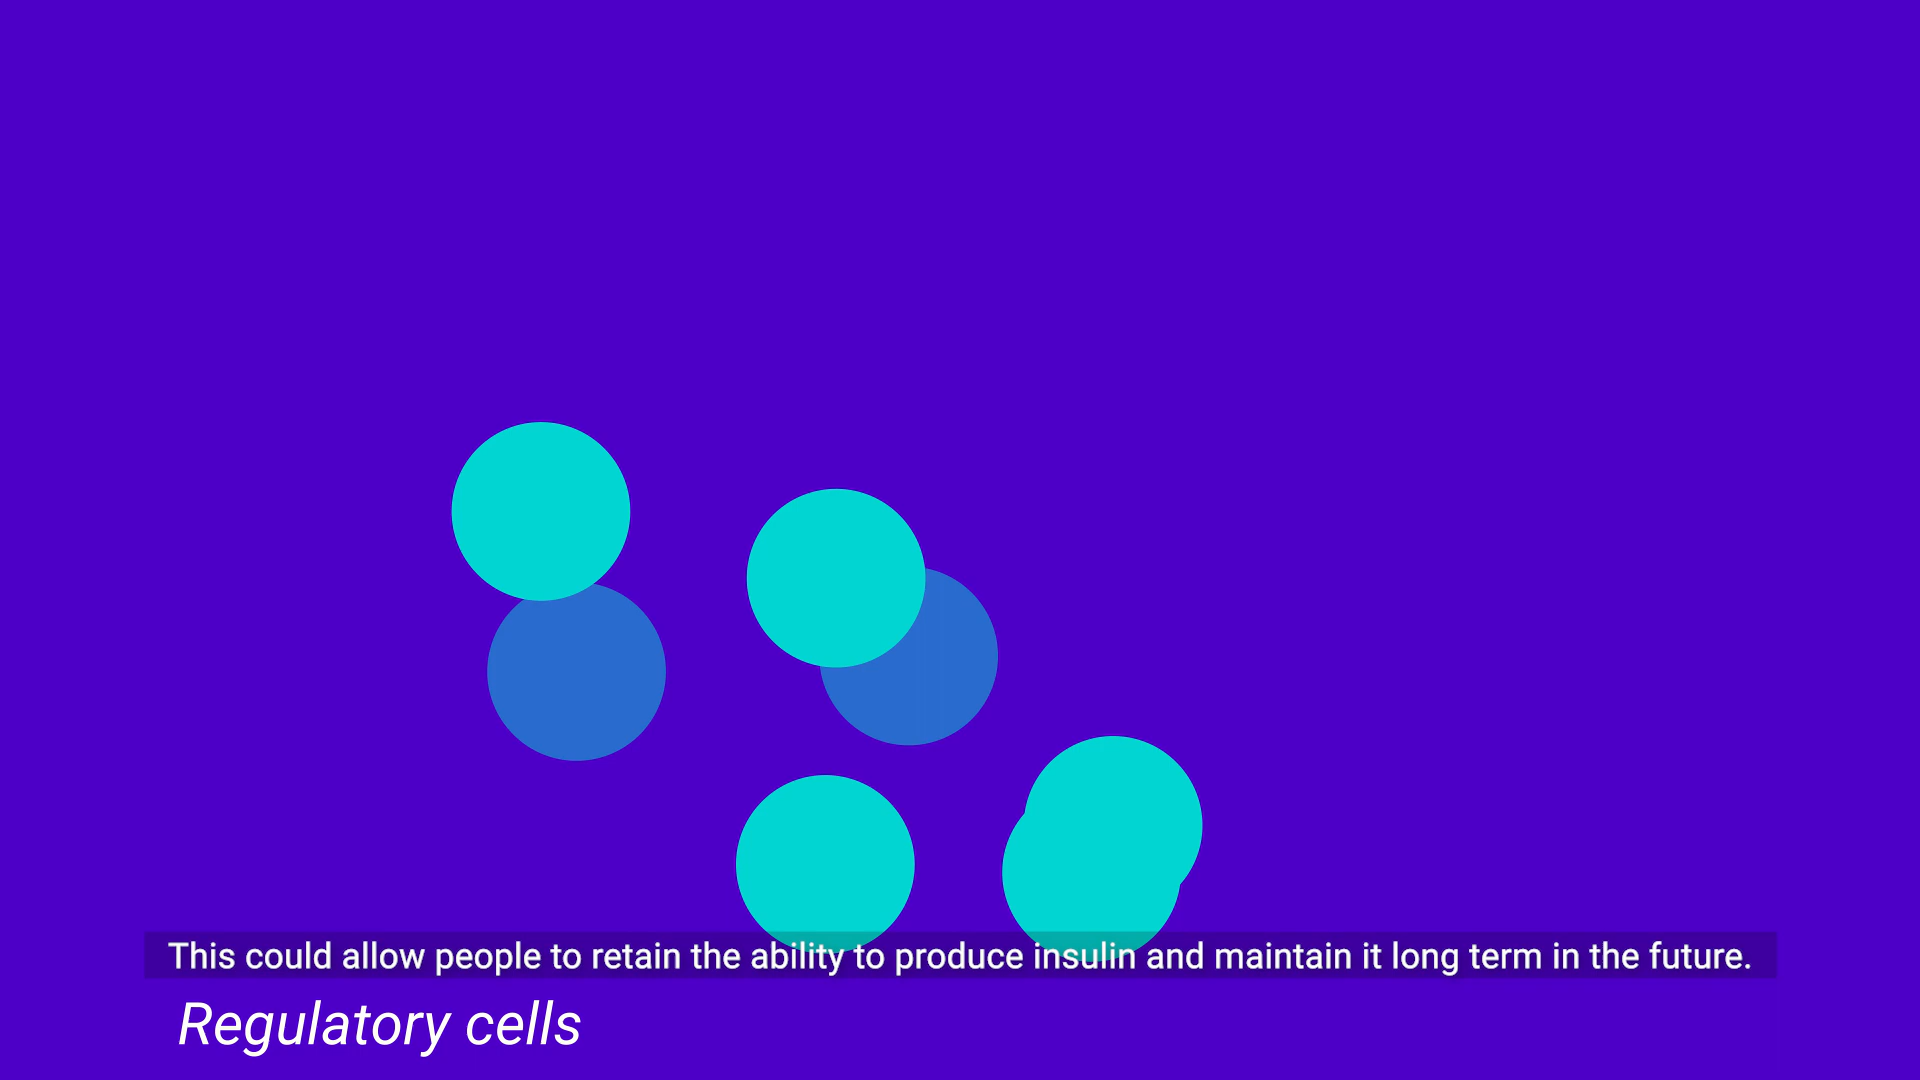 This could allow people to retain the ability to produce insulin and maintain it long term in the future.
Regulatory cells